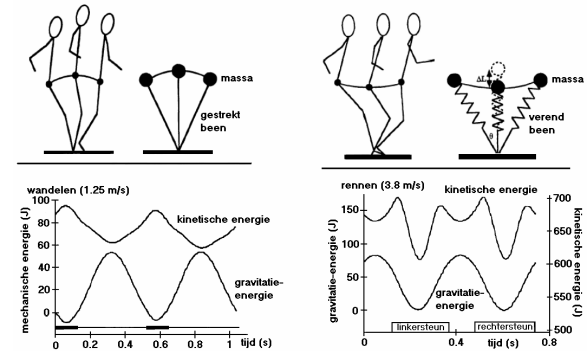 massa
gestrekt
been
ΔL
massa
verend
been
θ
wandelen (1.25 m/s)
mechanische energie (J)
100
80
60
40
20
0
kinetische energie
gravitatie-
energie
0
0.2
0.4
0.6
0.8
1
tijd (s)
rennen (3.8 m/s)
kinetische energie
gravitatie-energie (J)
150
100
50
0
gravitatie-
energie
linkersteun
rechtersteun
0
0.4
0.6
0.8
tijd (s)
700
650
600
550
500
kinetische energie (J)